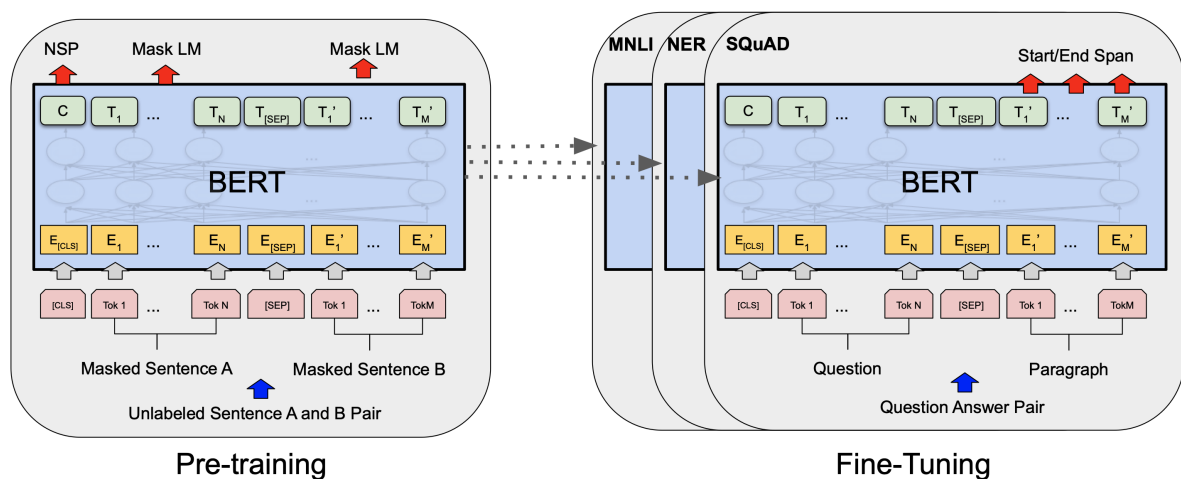 NSP Mask LM Mask LM
C T1 ... TN T[SEP] T1' ... TM'
...
BERT
...
E[CLS] E1 ... EN E[SEP] E1' ... EM'
[CLS] Tok 1 ... Tok N [SEP] Tok 1 ... TokM
Masked Sentence A Masked Sentence B
Unlabeled Sentence A and B Pair
Pre-training
MNLI NER SQuAD
Start/End Span
C T1 ... TN T[SEP] T1' ... TM'
...
BERT
...
E[CLS] E1 ... EN E[SEP] E1' ... EM'
[CLS] Tok 1 ... Tok N [SEP] Tok 1 ... TokM
Question Paragraph
Question Answer Pair
Fine-Tuning